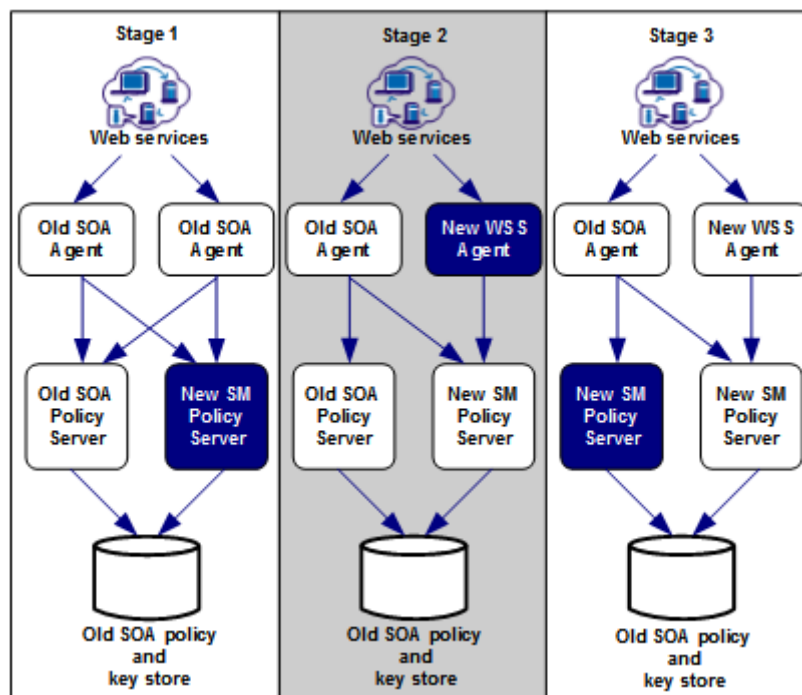 Stage 1
Web services
Old SOA
Agent
Old SOA
Agent
Old SOA
Policy
Server
New SM
Policy
Server
Old SOA policy
and
key store
Stage 2
Web services
Old SOA
Agent
New WSS
Agent
Old SOA
Policy
Server
New SM
Policy
Server
Old SOA policy
and
key store
Stage 3
Web services
Old SOA
Agent
New WSS
Agent
New SM
Policy
Server
New SM
Policy
Server
Old SOA policy
and
key store